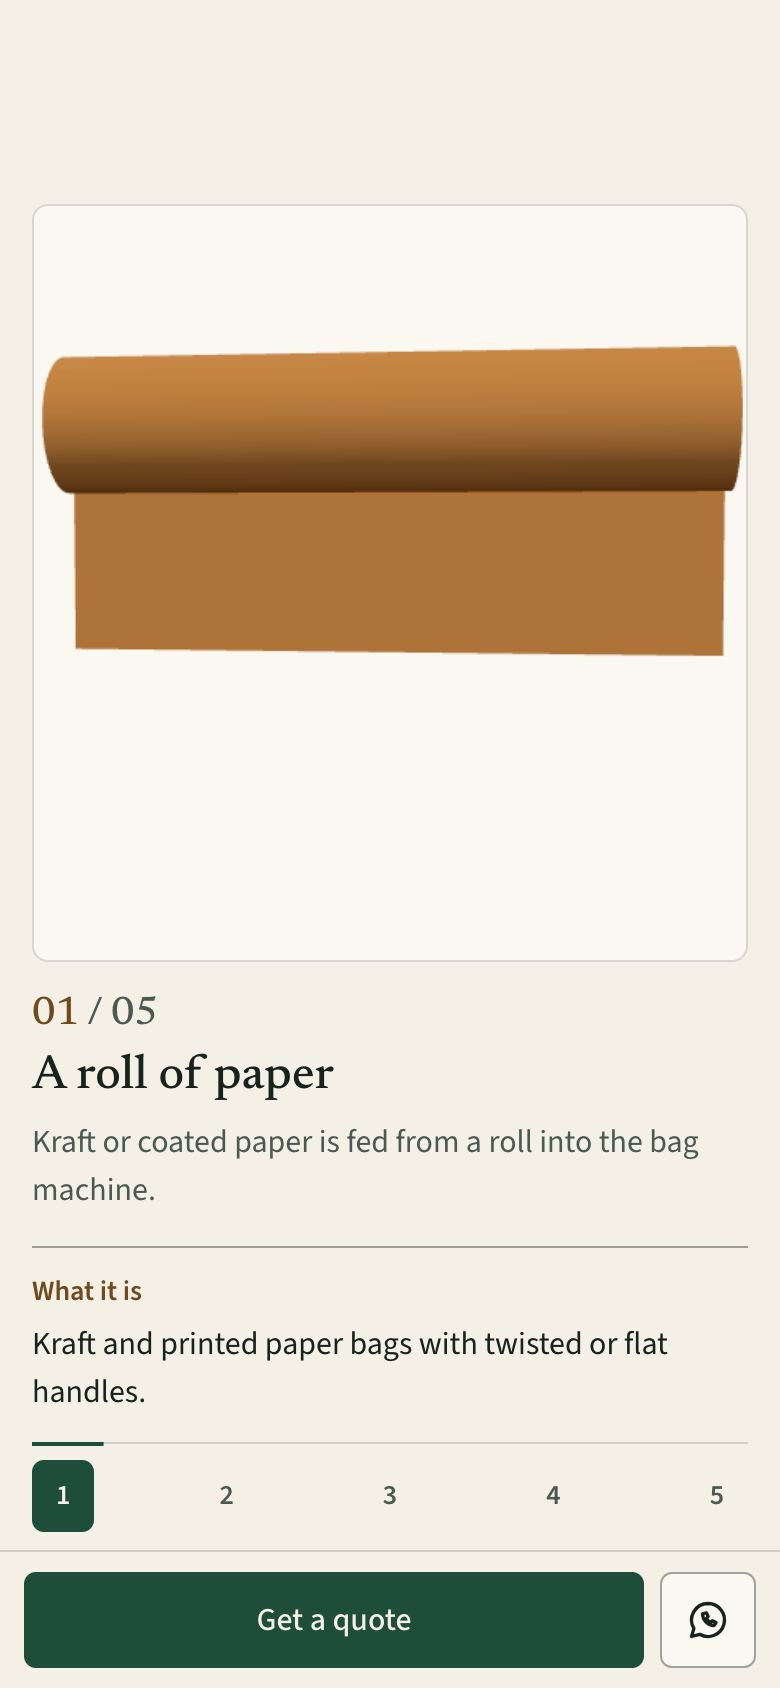 01 / 05
A roll of paper
Kraft or coated paper is fed from a roll into the bag
machine.
What it is
Kraft and printed paper bags with twisted or flat
handles.
1 2 3 4 5
Get a quote